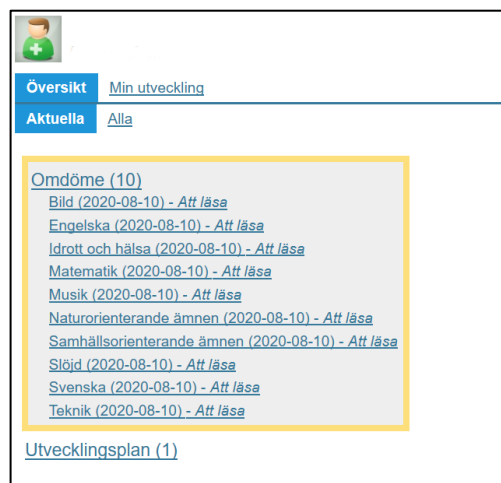 Översikt Min utveckling
Aktuella Alla
Omdöme (10)
Bild (2020-08-10) - Att läsa
Engelska (2020-08-10) - Att läsa
Idrott och hälsa (2020-08-10) - Att läsa
Matematik (2020-08-10) - Att läsa
Musik (2020-08-10) - Att läsa
Naturorienterande ämnen (2020-08-10) - Att läsa
Samhällsorienterande ämnen (2020-08-10) - Att läsa
Slöjd (2020-08-10) - Att läsa
Svenska (2020-08-10) - Att läsa
Teknik (2020-08-10) - Att läsa
Utvecklingsplan (1)